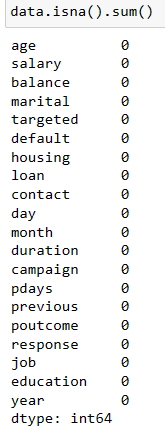 data.isna().sum()
age 0
salary 0
balance 0
marital 0
targeted 0
default 0
housing 0
loan 0
contact 0
day 0
month 0
duration 0
campaign 0
pdays 0
previous 0
poutcome 0
response 0
job 0
education 0
year 0
dtype: int64